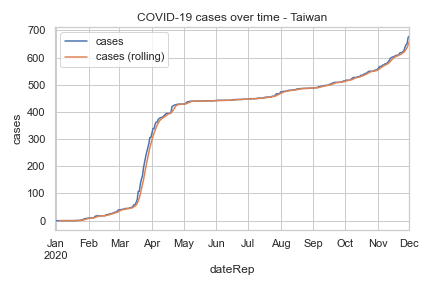 COVID-19 cases over time - Taiwan
cases
cases (rolling)
700
600
500
400
300
200
100
0
cases
Jan Feb Mar Apr May Jun Jul Aug Sep Oct Nov Dec
2020
dateRep